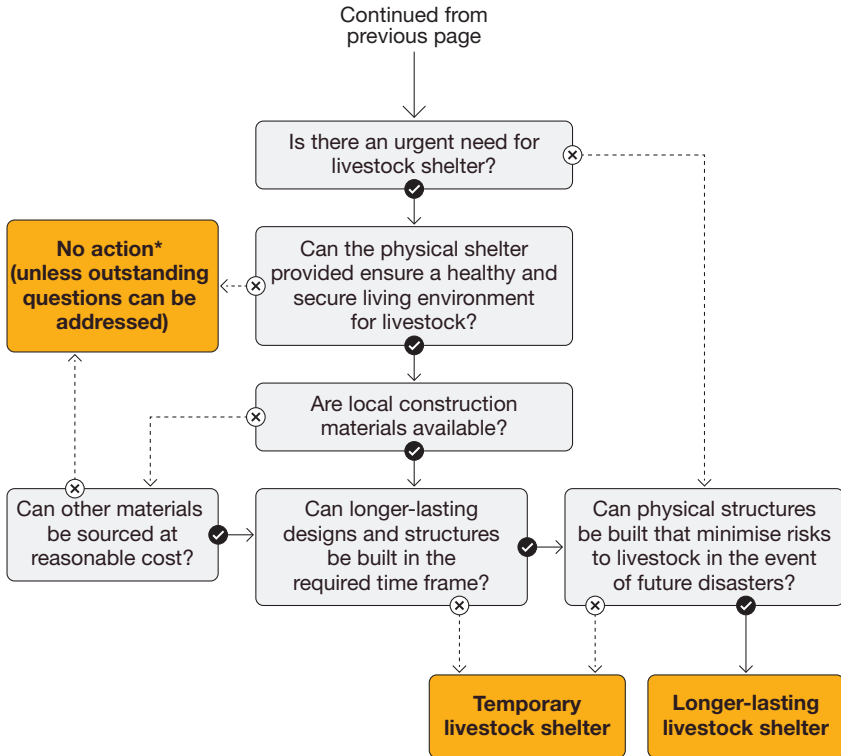 Continued from
previous page
Is there an urgent need for
livestock shelter?
No action*
(unless outstanding
questions can be
addressed)
Can the physical shelter
provided ensure a healthy and
secure living environment
for livestock?
Are local construction
materials available?
Can other materials
be sourced at
reasonable cost?
Can longer-lasting
designs and structures
be built in the
required time frame?
Can physical structures
be built that minimise risks
to livestock in the event
of future disasters?
Temporary
livestock shelter
Longer-lasting
livestock shelter